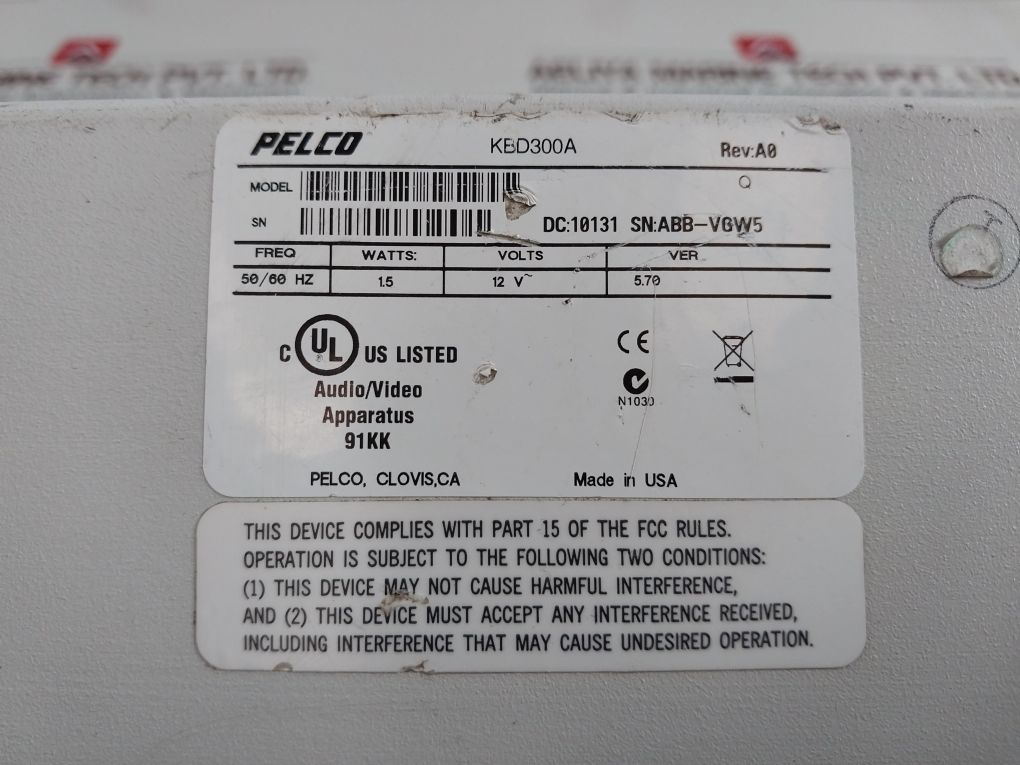 PELCO KBD300A Rev:A0
MODEL Q
SN DC:10131 SN:ABB-VGW5
FREQ WATTS: VOLTS VER
50/60 HZ 1.5 12 V~ 5.70
C UL US LISTED CE
Audio/Video
Apparatus
91KK
N1030
PELCO, CLOVIS,CA Made in USA
THIS DEVICE COMPLIES WITH PART 15 OF THE FCC RULES.
OPERATION IS SUBJECT TO THE FOLLOWING TWO CONDITIONS:
(1) THIS DEVICE MAY NOT CAUSE HARMFUL INTERFERENCE,
AND (2) THIS DEVICE MUST ACCEPT ANY INTERFERENCE RECEIVED,
INCLUDING INTERFERENCE THAT MAY CAUSE UNDESIRED OPERATION.